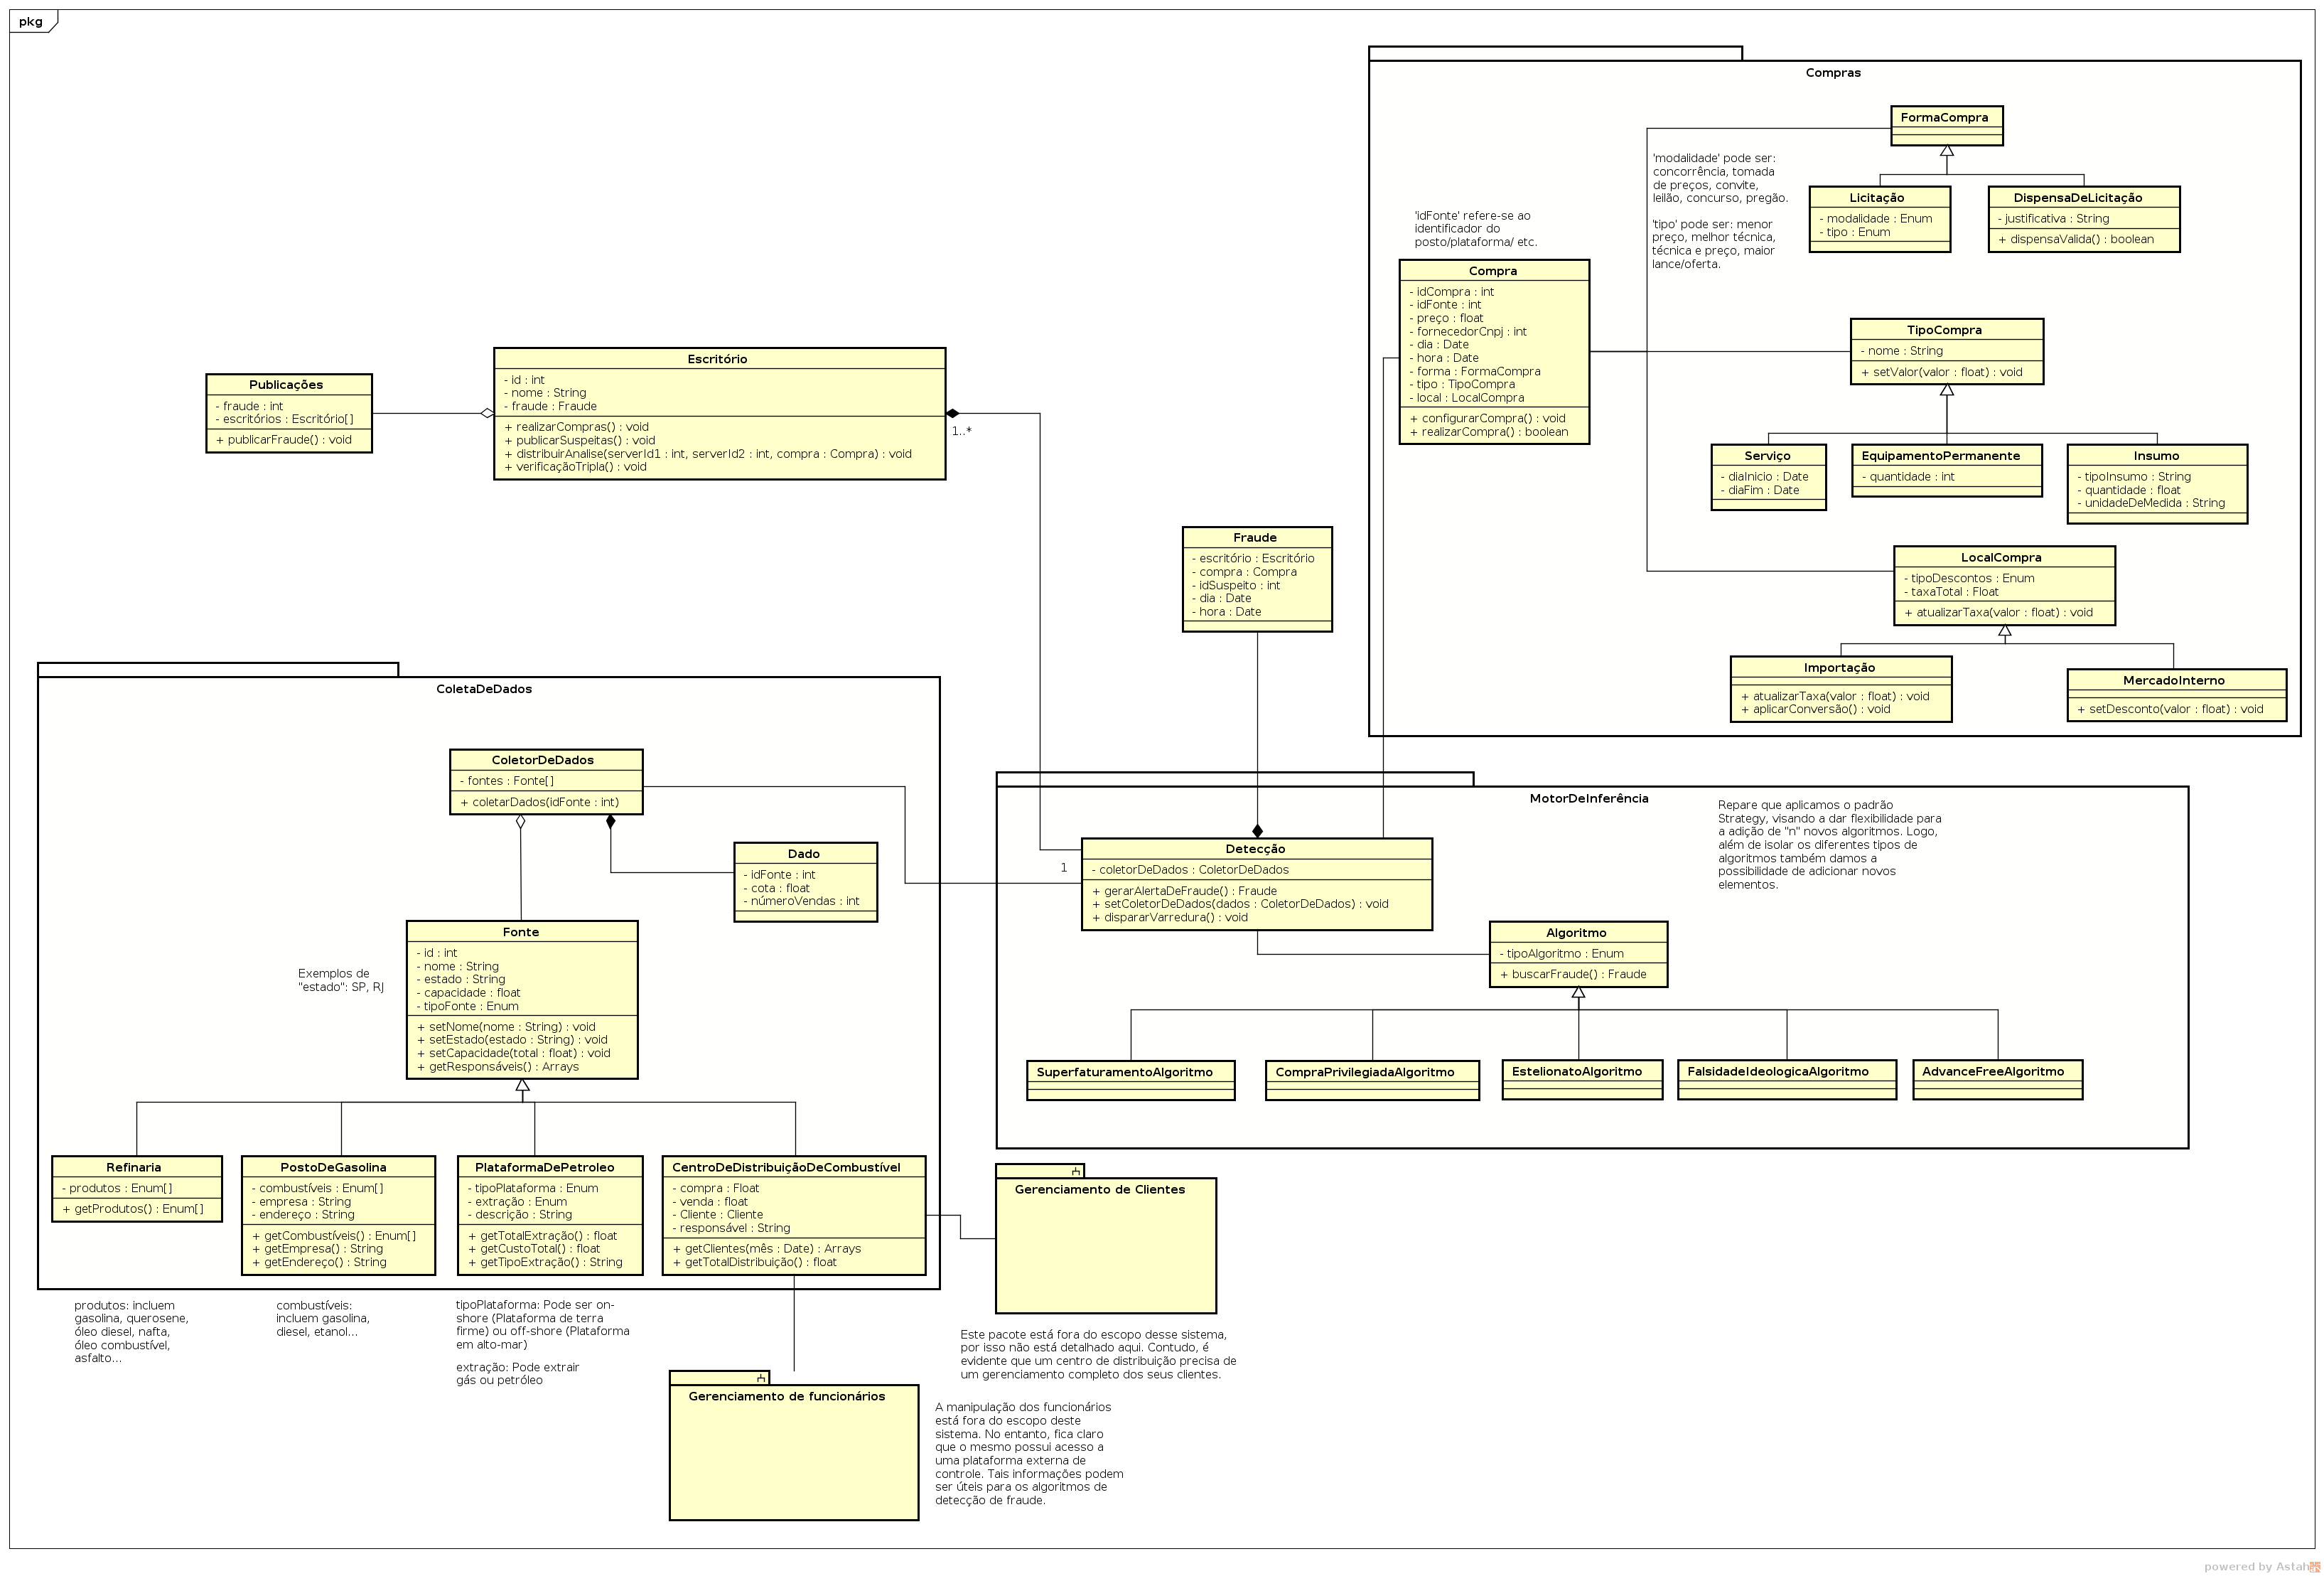 pkg
Compras
FormaCompra
'modalidade' pode ser:
concorrência, tomada
de preços, convite,
leilão, concurso, pregão.
'tipo' pode ser: menor
preço, melhor técnica,
técnica e preço, maior
lance/oferta.
Licitação
- modalidade : Enum
- tipo : Enum
DispensaDeLicitação
- justificativa : String
+ dispensaValida() : boolean
'idFonte' refere-se ao
identificador do
posto/plataforma/ etc.
Compra
- idCompra : int
- idFonte : int
- preço : float
- fornecedorCnpj : int
- dia : Date
- hora : Date
- forma : FormaCompra
- tipo : TipoCompra
- local : LocalCompra
+ configurarCompra() : void
+ realizarCompra() : boolean
TipoCompra
- nome : String
+ setValor(valor : float) : void
Serviço
- diaInicio : Date
- diaFim : Date
EquipamentoPermanente
- quantidade : int
Insumo
- tipoInsumo : String
- quantidade : float
- unidadeDeMedida : String
LocalCompra
- tipoDescontos : Enum
- taxaTotal : Float
+ atualizarTaxa(valor : float) : void
Importação
+ atualizarTaxa(valor : float) : void
+ aplicarConversão() : void
MercadoInterno
+ setDesconto(valor : float) : void
Publicações
- fraude : int
- escritórios : Escritório[]
+ publicarFraude() : void
Escritório
- id : int
- nome : String
- fraude : Fraude
+ realizarCompras() : void
+ publicarSuspeitas() : void
+ distribuirAnalise(serverId1 : int, serverId2 : int, compra : Compra) : void
+ verificaçãoTripla() : void
1..*
Fraude
- escritório : Escritório
- compra : Compra
- idSuspeito : int
- dia : Date
- hora : Date
ColetaDeDados
ColetorDeDados
- fontes : Fonte[]
+ coletarDados(idFonte : int)
Dado
- idFonte : int
- cota : float
- númeroVendas : int
Fonte
- id : int
- nome : String
- estado : String
- capacidade : float
- tipoFonte : Enum
+ setNome(nome : String) : void
+ setEstado(estado : String) : void
+ setCapacidade(total : float) : void
+ getResponsáveis() : Arrays
Exemplos de
"estado": SP, RJ
Refinaria
- produtos : Enum[]
+ getProdutos() : Enum[]
PostoDeGasolina
- combustíveis : Enum[]
- empresa : String
- endereço : String
+ getCombustíveis() : Enum[]
+ getEmpresa() : String
+ getEndereço() : String
PlataformaDePetroleo
- tipoPlataforma : Enum
- extração : Enum
- descrição : String
+ getTotalExtração() : float
+ getCustoTotal() : float
+ getTipoExtração() : String
CentroDeDistribuiçãoDeCombustível
- compra : Float
- venda : float
- Cliente : Cliente
- responsável : String
+ getClientes(mês : Date) : Arrays
+ getTotalDistribuição() : float
MotorDeInferência
Repare que aplicamos o padrão
Strategy, visando a dar flexibilidade para
a adição de "n" novos algoritmos. Logo,
além de isolar os diferentes tipos de
algoritmos também damos a
possibilidade de adicionar novos
elementos.
1
Detecção
- coletorDeDados : ColetorDeDados
+ gerarAlertaDeFraude() : Fraude
+ setColetorDeDados(dados : ColetorDeDados) : void
+ dispararVarredura() : void
Algoritmo
- tipoAlgoritmo : Enum
+ buscarFraude() : Fraude
SuperfaturamentoAlgoritmo
CompraPrivilegiadaAlgoritmo
EstelionatoAlgoritmo
FalsidadeIdeologicaAlgoritmo
AdvanceFreeAlgoritmo
Gerenciamento de Clientes
Este pacote está fora do escopo desse sistema,
por isso não está detalhado aqui. Contudo, é
evidente que um centro de distribuição precisa de
um gerenciamento completo dos seus clientes.
produtos: incluem
gasolina, querosene,
óleo diesel, nafta,
óleo combustível,
asfalto...
combustíveis:
incluem gasolina,
diesel, etanol...
tipoPlataforma: Pode ser on-
shore (Plataforma de terra
firme) ou off-shore (Plataforma
em alto-mar)
extração: Pode extrair
gás ou petróleo
Gerenciamento de funcionários
A manipulação dos funcionários
está fora do escopo deste
sistema. No entanto, fica claro
que o mesmo possui acesso a
uma plataforma externa de
controle. Tais informações podem
ser úteis para os algoritmos de
detecção de fraude.
powered by Astah